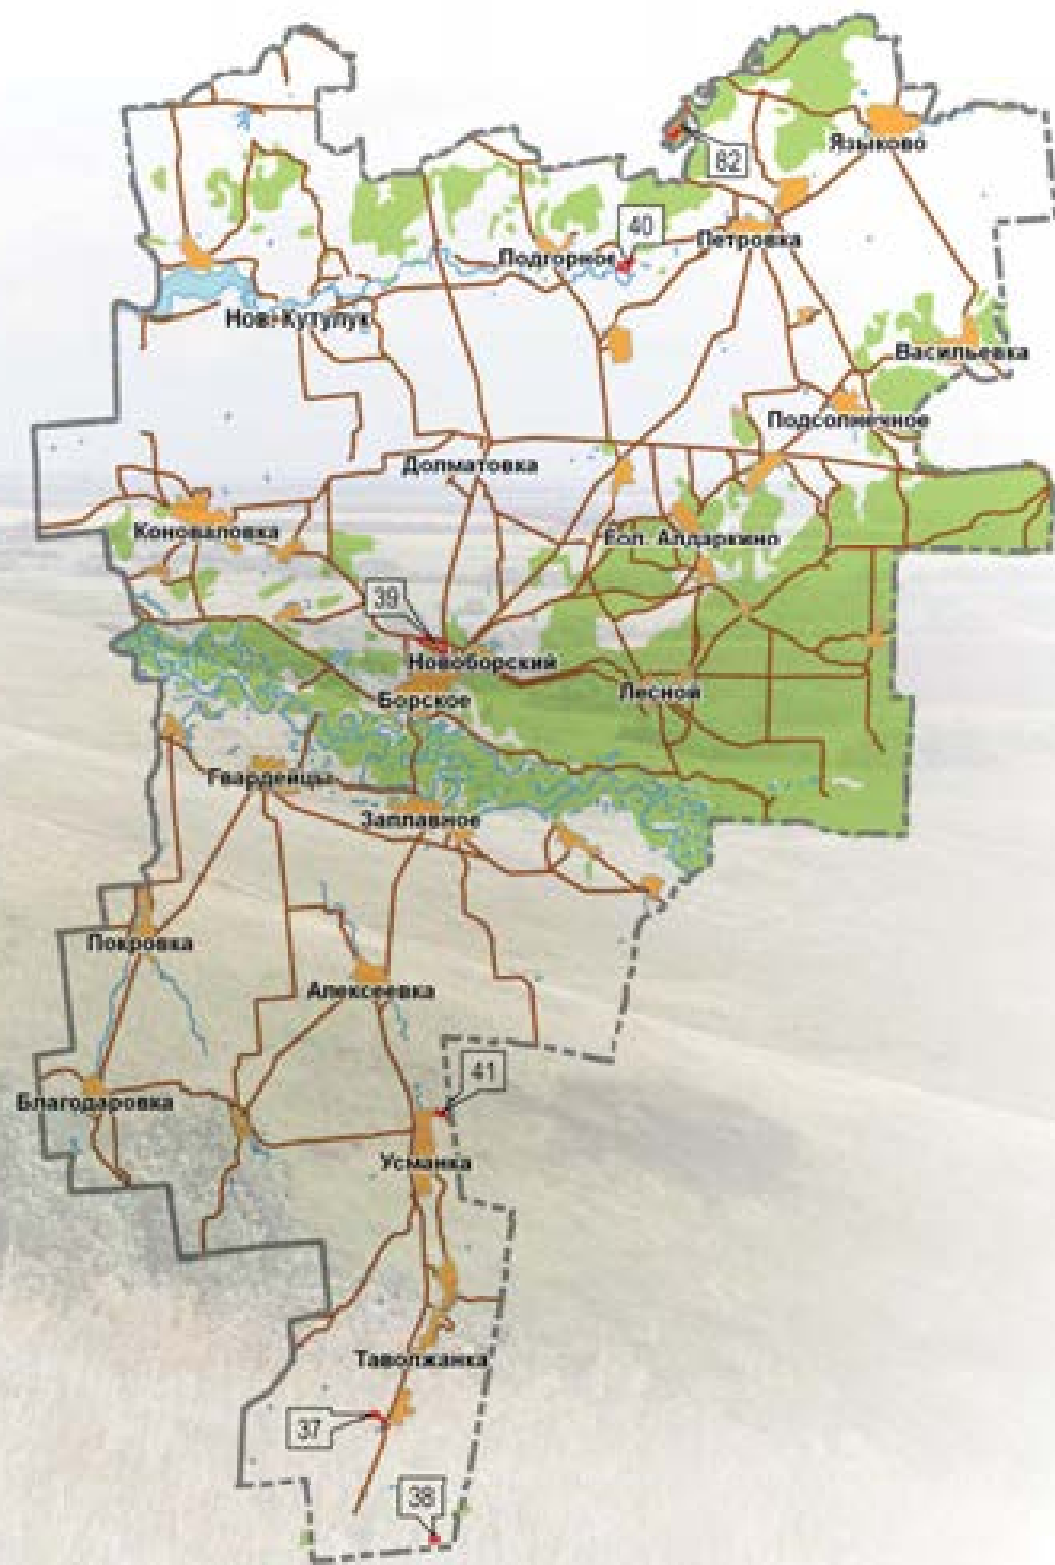 Языково
82
40
Петровка
Подгорное
Нов. Кутулук
Васильевка
Подсолнечное
Долматовка
Коноваловка
Бол. Алдаркино
39
Новоборский
Лесной
Борское
Гвардейцы
Заплавное
Покровка
Алексеевка
41
Благодаровка
Усманка
Таволжанка
37
38